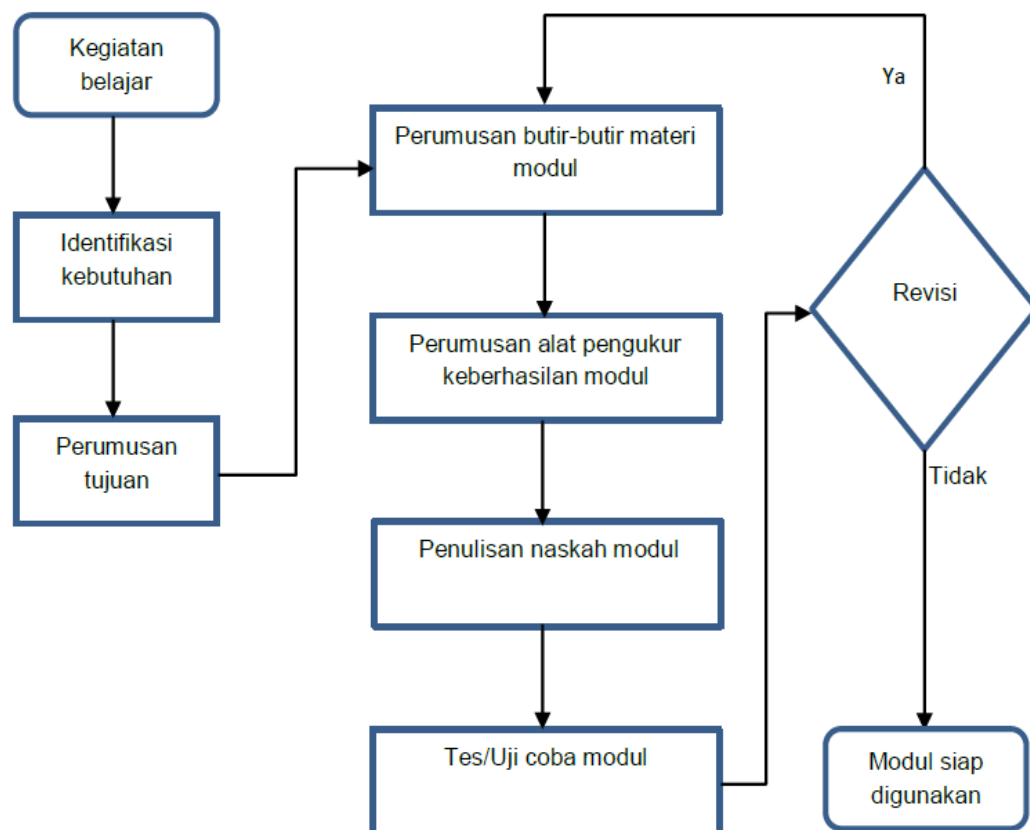 Kegiatan
belajar
Identifikasi
kebutuhan
Perumusan
tujuan
Perumusan butir-butir materi
modul
Perumusan alat pengukur
keberhasilan modul
Penulisan naskah modul
Tes/Uji coba modul
Ya
Revisi
Tidak
Modul siap
digunakan